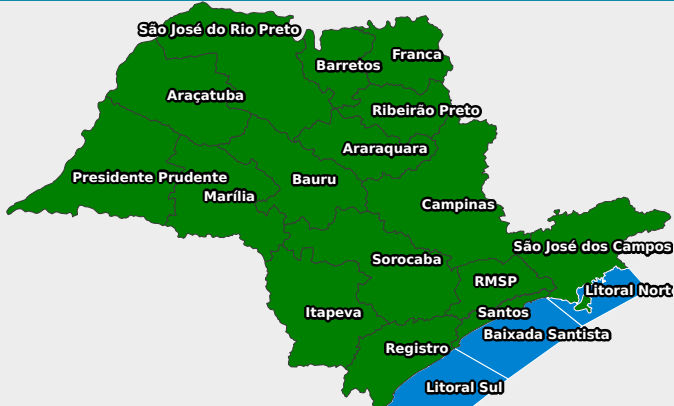 São José do Rio Preto
Franca
Barretos
Araçatuba
Ribeirão Preto
Araraquara
Presidente Prudente
Bauru
Marília
Campinas
São José dos Campos
Sorocaba
RMSP
Litoral Nort
Itapeva
Santos
Baixada Santista
Registro
Litoral Sul